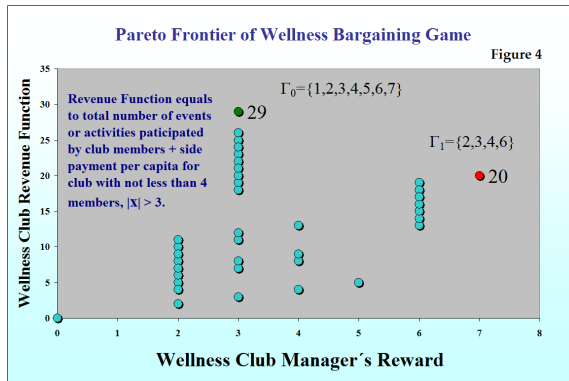 Pareto Frontier of Wellness Bargaining Game
Figure 4
Wellness Club Revenue Function
35
30
25
20
15
10
5
0
Revenue Function equals
to total number of events
or activities paticipated
by club members + side
payment per capita for
club with not less than 4
members, |x| > 3.
Γ₀={1,2,3,4,5,6,7}
29
Γ₁={2,3,4,6}
20
0 1 2 3 4 5 6 7 8
Wellness Club Manager´s Reward